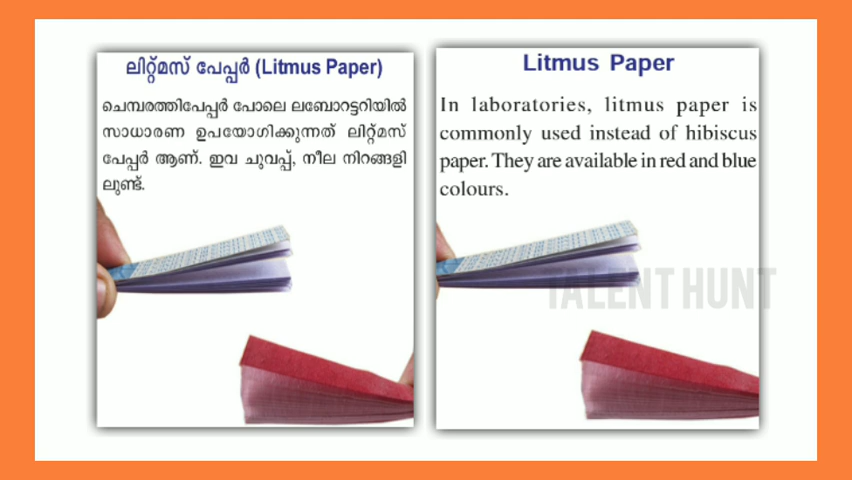 ലിറ്റ്മസ് പേപ്പർ (Litmus Paper)
ചെമ്പരത്തിപേപ്പർ പോലെ ലബോറട്ടറിയിൽ
സാധാരണ ഉപയോഗിക്കുന്നത് ലിറ്റ്മസ്
പേപ്പർ ആണ്. ഇവ ചുവപ്പ്, നീല നിറങ്ങളി
ലുണ്ട്.
Litmus Paper
In laboratories, litmus paper is
commonly used instead of hibiscus
paper. They are available in red and blue
colours.
TALENT HUNT